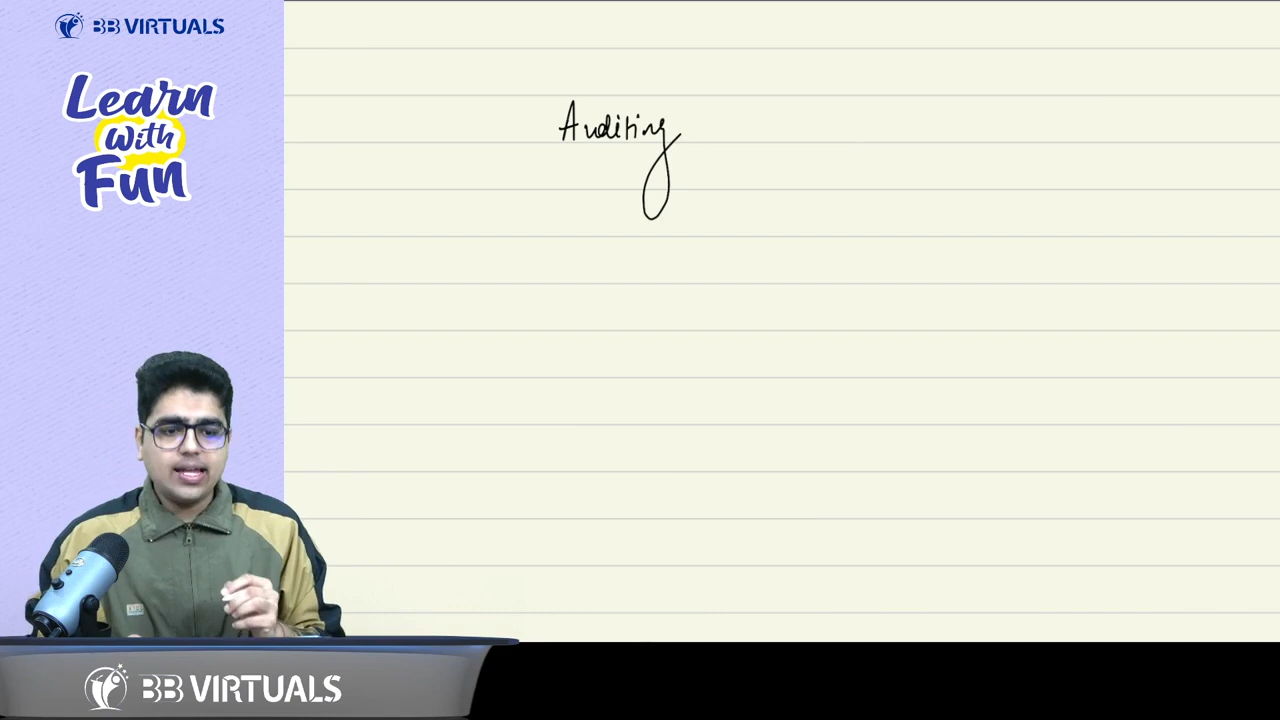 BB VIRTUALS
Learn
With
Fun
Auditing
BB VIRTUALS